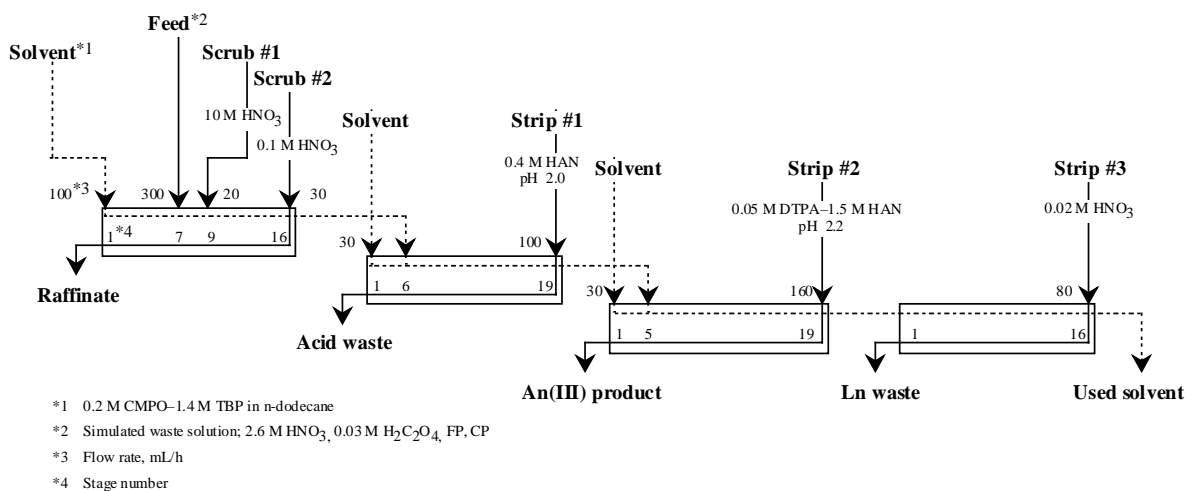 Feed*2
Solvent*1
Scrub #1
Scrub #2
10 M HNO3
0.1 M HNO3
Solvent
Strip #1
0.4 M HAN
pH 2.0
Solvent
Strip #2
0.05 M DTPA–1.5 M HAN
pH 2.2
Strip #3
0.02 M HNO3
100*3 300 20 30
1*4 7 9 16
Raffinate
30 100
1 6 19
Acid waste
30 160
1 5 19
An(III) product
80
1 16
Ln waste
Used solvent
*1 0.2 M CMPO–1.4 M TBP in n-dodecane
*2 Simulated waste solution; 2.6 M HNO3, 0.03 M H2C2O4, FP, CP
*3 Flow rate, mL/h
*4 Stage number